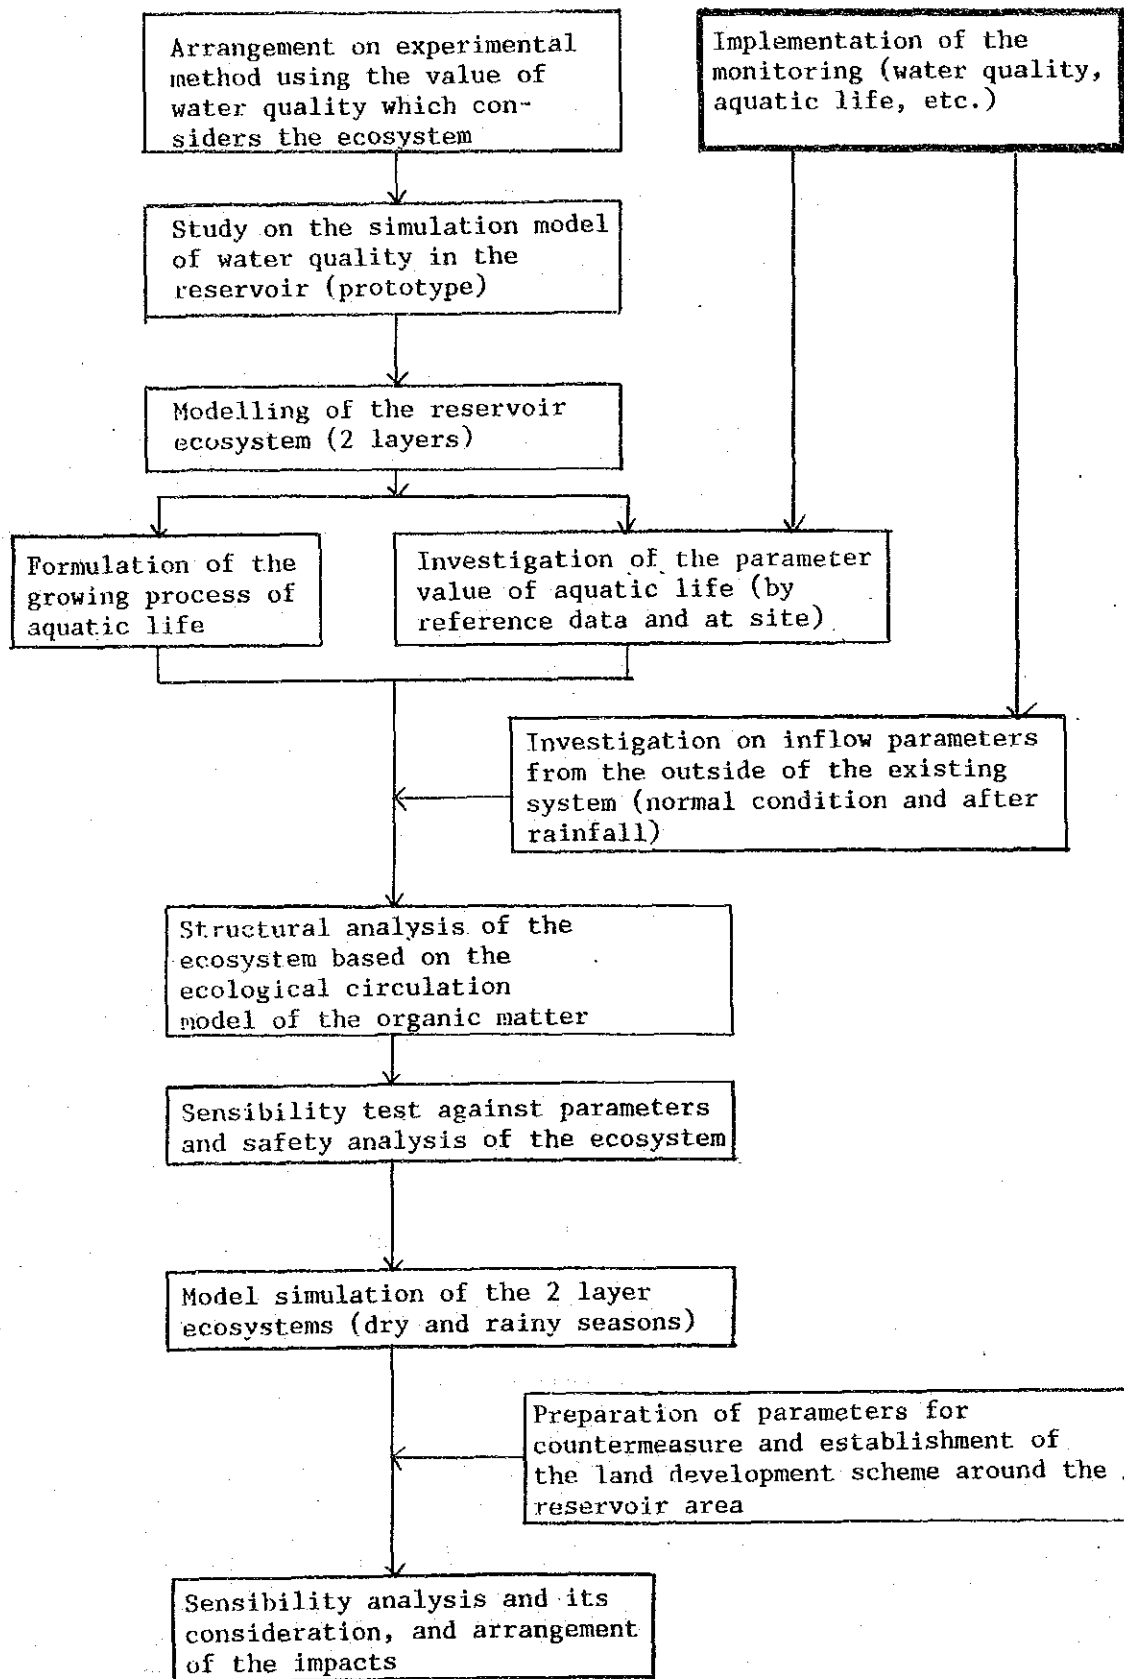 Arrangement on experimental
method using the value of
water quality which con-
siders the ecosystem
Implementation of the
monitoring (water quality,
aquatic life, etc.)
Study on the simulation model
of water quality in the
reservoir (prototype)
Modelling of the reservoir
ecosystem (2 layers)
Formulation of the
growing process of
aquatic life
Investigation of the parameter
value of aquatic life (by
reference data and at site)
Investigation on inflow parameters
from the outside of the existing
system (normal condition and after
rainfall)
Structural analysis of the
ecosystem based on the
ecological circulation
model of the organic matter
Sensibility test against parameters
and safety analysis of the ecosystem
Model simulation of the 2 layer
ecosystems (dry and rainy seasons)
Preparation of parameters for
countermeasure and establishment of
the land development scheme around the
reservoir area
Sensibility analysis and its
consideration, and arrangement
of the impacts